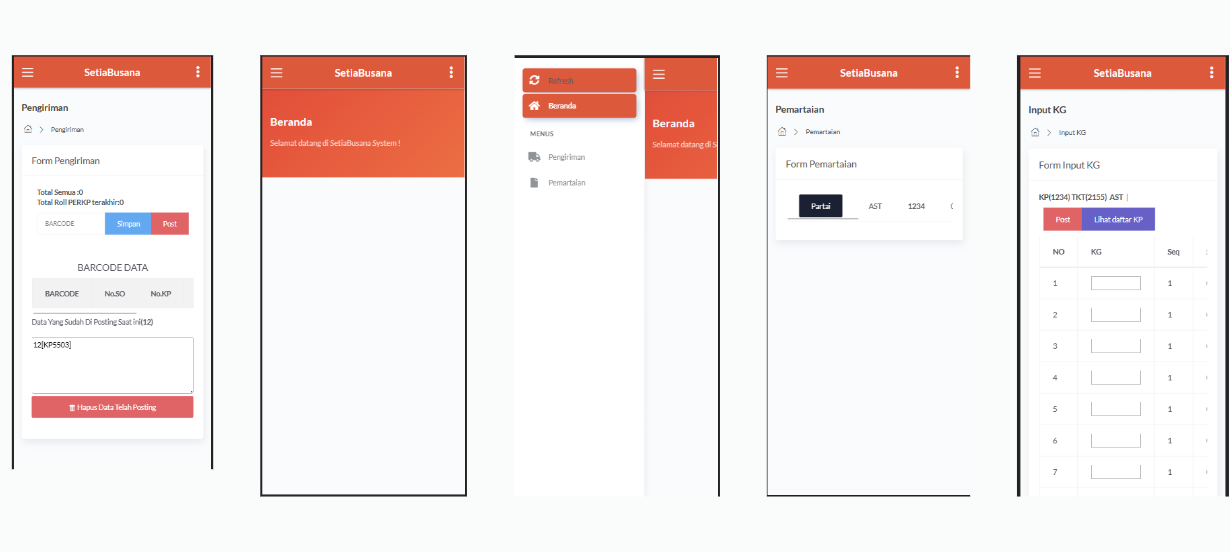 SetiaBusana
Pengiriman
Pengiriman
Form Pengiriman
Total Semua :0
Total Roll PERKP terakhir:0
BARCODE Simpan Post
BARCODE DATA
BARCODE No.SO No.KP
Data Yang Sudah Di Posting Saat ini(12)
12[KP5503]
Hapus Data Telah Posting
SetiaBusana
Beranda
Selamat datang di SetiaBusana System !
Refresh
Beranda
MENUS
Pengiriman
Pemartaian
Beranda
Selamat datang di S
SetiaBusana
Pemartaian
Pemartaian
Form Pemartaian
Partai AST 1234
SetiaBusana
Input KG
Input KG
Form Input KG
KP(1234) TKT(2155) AST |
Post Lihat daftar KP
NO KG Seq
1 1
2 1
3 1
4 1
5 1
6 1
7 1